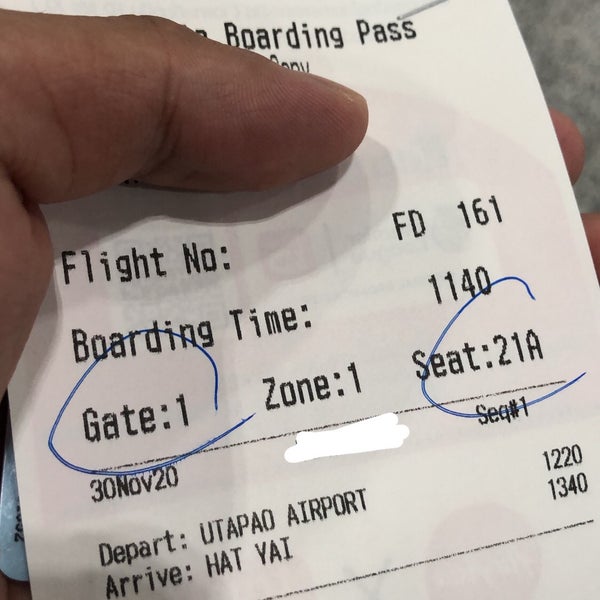 Boarding Pass
Copy
Flight No: FD 161
Boarding Time: 1140
Gate:1 Zone:1 Seat:21A
Seq#1
30Nov20
Depart: UTAPAO AIRPORT 1220
Arrive: HAT YAI 1340